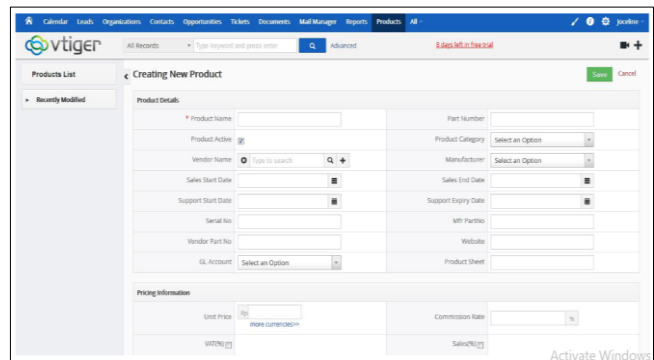 Calendar Leads Organizations Contacts Opportunities Tickets Documents Mail Manager Reports Products All Joceline
vtiger All Records Type keyword and press enter Advanced 8 days left in free trial
Products List Creating New Product Save Cancel
Recently Modified Product Details
* Product Name Part Number
Product Active Product Category Select an Option
Vendor Name Type to search Manufacturer Select an Option
Sales Start Date Sales End Date
Support Start Date Support Expiry Date
Serial No Mfr PartNo
Vendor Part No Website
GL Account Select an Option Product Sheet
Pricing Information
Unit Price Rp Commission Rate %
more currencies>>
VAT(%) Sales(%)
Activate Windows